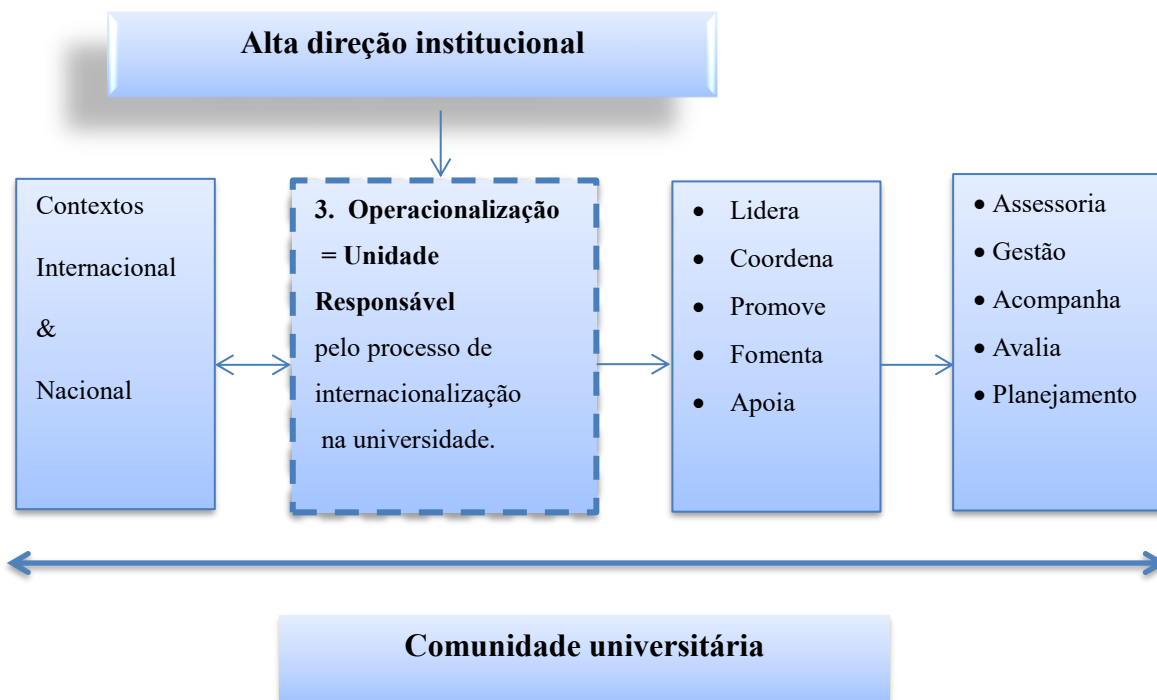 Alta direção institucional
Contextos
Internacional
&
Nacional
3. Operacionalização
= Unidade
Responsável
pelo processo de
internacionalização
na universidade.
• Lidera
• Coordena
• Promove
• Fomenta
• Apoia
• Assessoria
• Gestão
• Acompanha
• Avalia
• Planejamento
Comunidade universitária